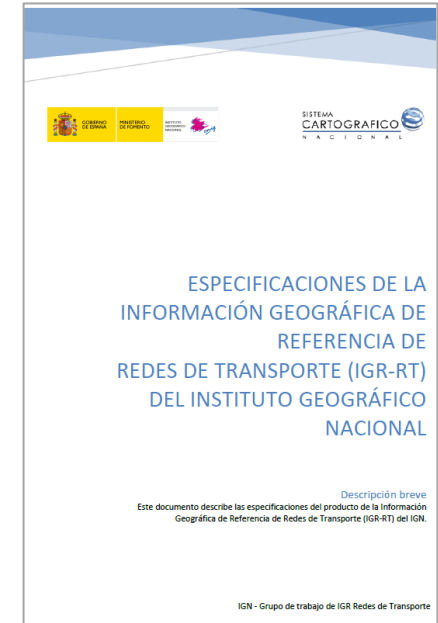 GOBIERNO
DE ESPAÑA
MINISTERIO
DE FOMENTO
INSTITUTO
GEOGRÁFICO
NACIONAL
SISTEMA
CARTOGRAFICO
NACIONAL
ESPECIFICACIONES DE LA
INFORMACIÓN GEOGRÁFICA DE
REFERENCIA DE
REDES DE TRANSPORTE (IGR-RT)
DEL INSTITUTO GEOGRÁFICO
NACIONAL
Descripción breve
Este documento describe las especificaciones del producto de la Información
Geográfica de Referencia de Redes de Transporte (IGR-RT) del IGN.
IGN - Grupo de trabajo de IGR Redes de Transporte